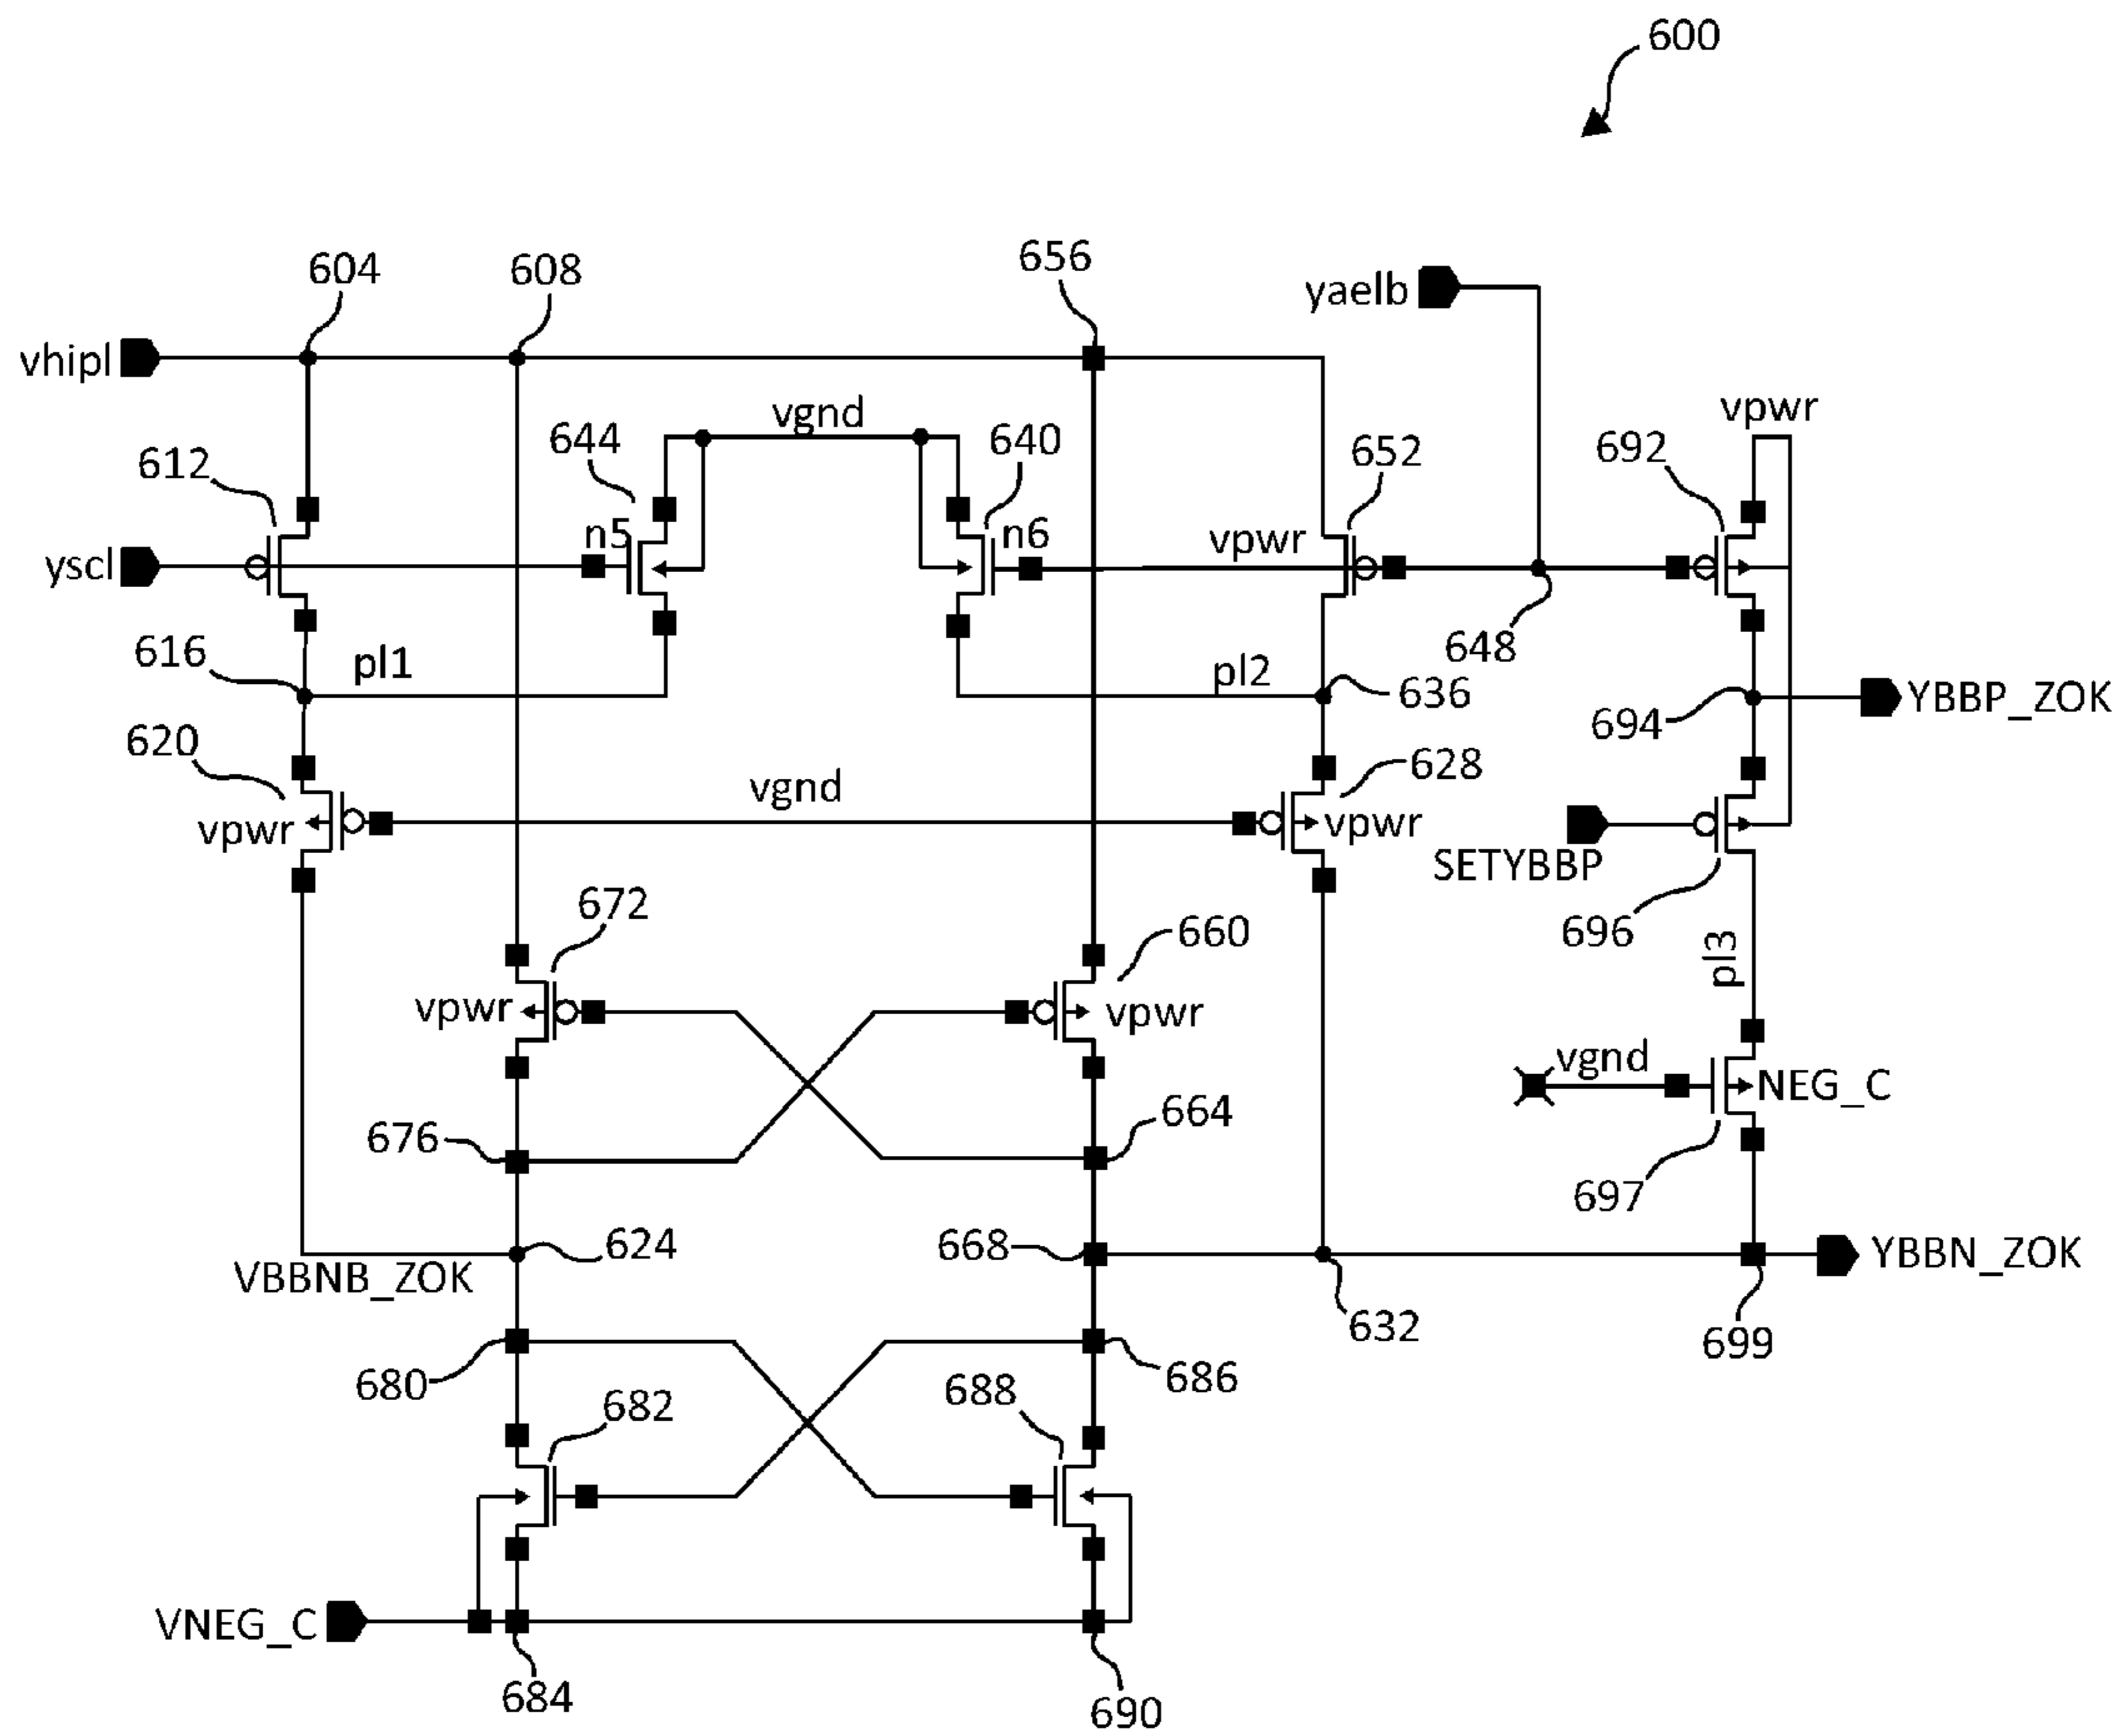 600
604
608
656
yaelb
vhipl
vgnd
vpwr
644
640
652
692
612
n5
n6
vpwr
yscl
648
616
pl1
pl2
636
694
YBBP_ZOK
620
vgnd
628
vpwr
vpwr
SETYBBP
672
660
696
pl3
vpwr
vpwr
vgnd
NEG_C
676
664
697
624
668
YBBN_ZOK
VBBNB_ZOK
632
699
680
686
682
688
VNEG_C
684
690